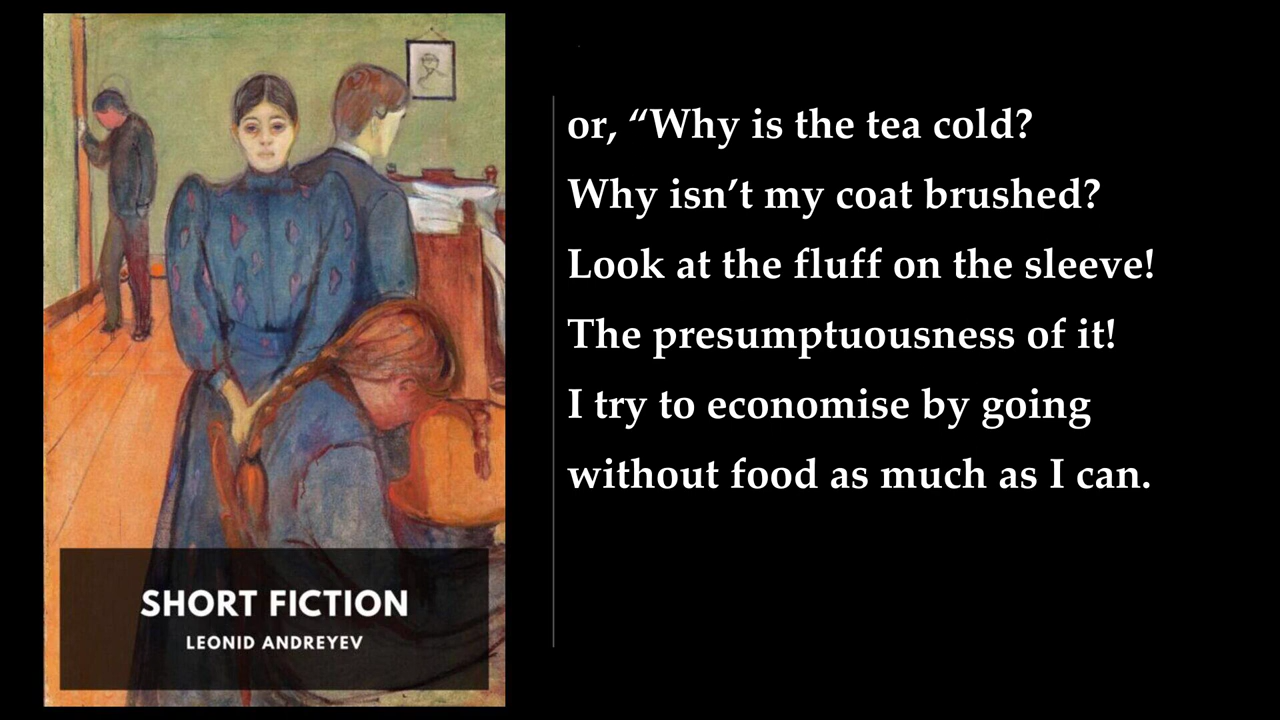 SHORT FICTION
LEONID ANDREYEV
or, “Why is the tea cold?
Why isn’t my coat brushed?
Look at the fluff on the sleeve!
The presumptuousness of it!
I try to economise by going
without food as much as I can.